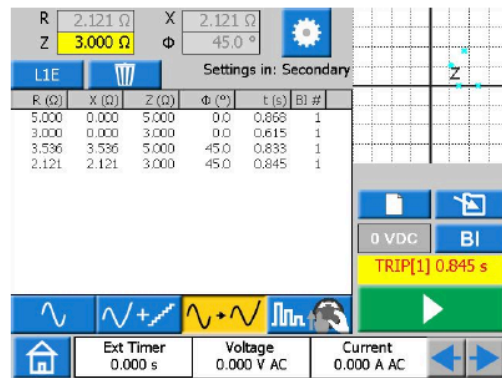 R 2.121 Ω X 2.121 Ω
Z 3.000 Ω Φ 45.0 °
L1E Settings in: Secondary
Z
R (Ω) X (Ω) Z (Ω) Φ (°) t (s) BI #
5.000 0.000 5.000 0.0 0.868 1
3.000 0.000 3.000 0.0 0.615 1
3.536 3.536 5.000 45.0 0.833 1
2.121 2.121 3.000 45.0 0.845 1
0 VDC BI
TRIP[1] 0.845 s
Ext Timer Voltage Current
0.000 s 0.000 V AC 0.000 A AC